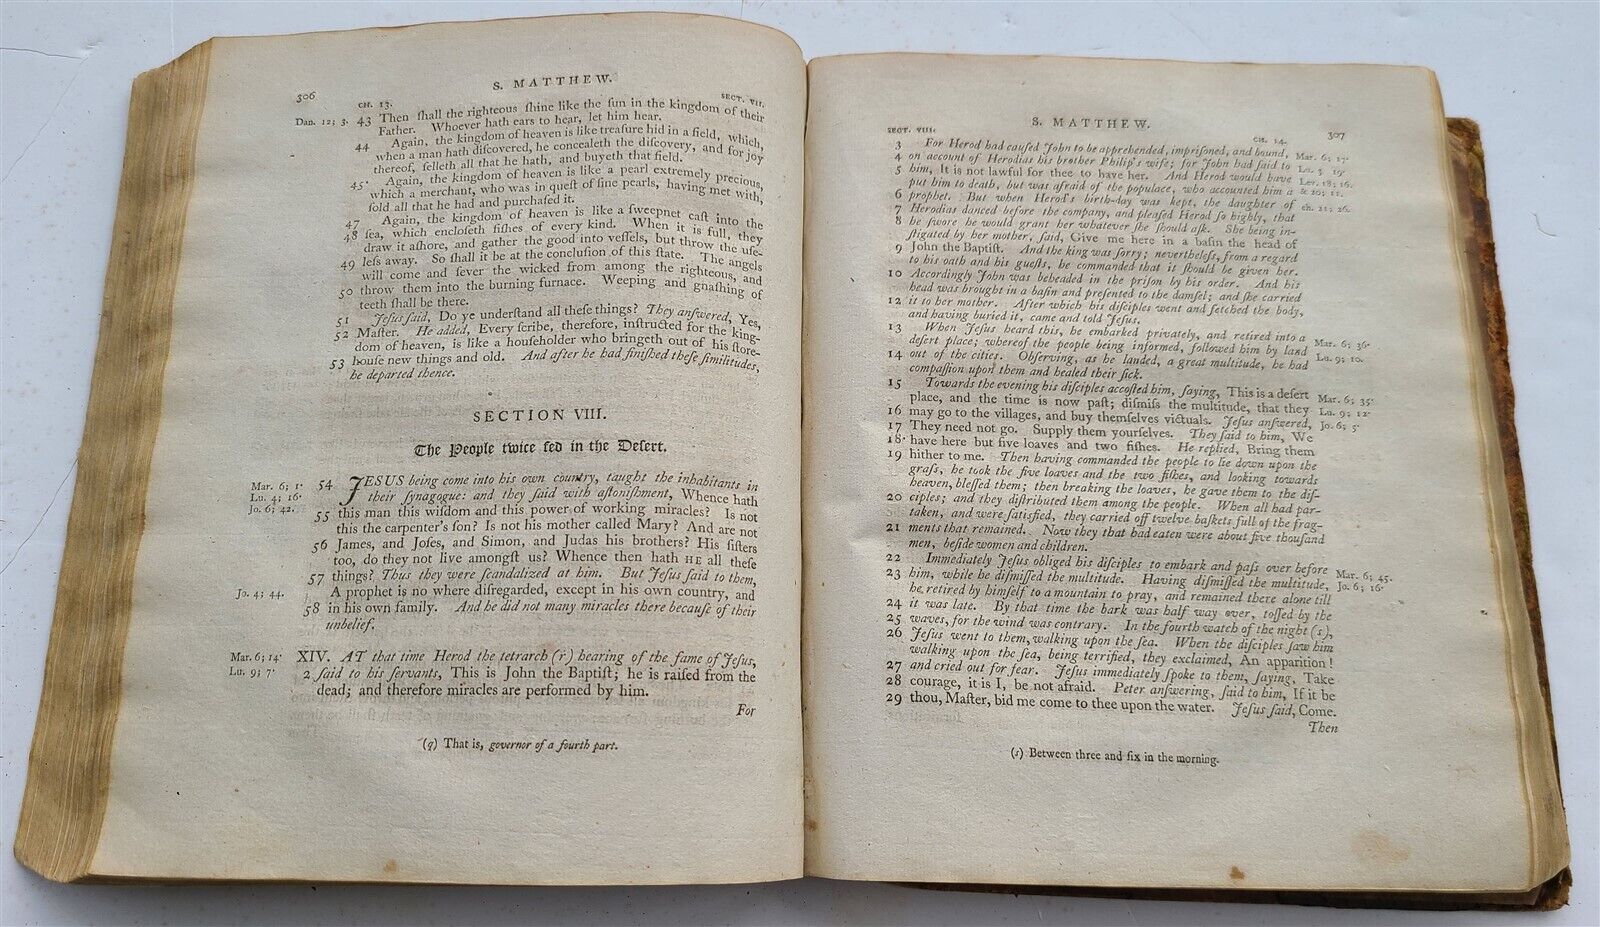 S. MATTHEW.
306 CH. 13. SECT. VII.
Dan. 12; 3. 43 Then ſhall the righteous ſhine like the ſun in the kingdom of their
Father. Whoever hath ears to hear, let him hear.
44 Again, the kingdom of heaven is like treaſure hid in a field, which,
when a man hath diſcovered, he concealeth the diſcovery, and for joy
thereof, ſelleth all that he hath, and buyeth that field.
45· Again, the kingdom of heaven is like a pearl extremely precious,
which a merchant, who was in queſt of fine pearls, having met with,
ſold all that he had and purchaſed it.
47 Again, the kingdom of heaven is like a ſweepnet caſt into the
48 ſea, which encloſeth fiſhes of every kind. When it is full, they
draw it aſhore, and gather the good into veſſels, but throw the uſe-
49 leſs away. So ſhall it be at the concluſion of this ſtate. The angels
will come and ſever the wicked from among the righteous, and
50 throw them into the burning furnace. Weeping and gnaſhing of
teeth ſhall be there.
51 Jeſus ſaid, Do ye underſtand all theſe things? They anſwered, Yes,
52 Maſter. He added, Every ſcribe, therefore, inſtructed for the king-
dom of heaven, is like a houſeholder who bringeth out of his ſtore-
53 houſe new things and old. And after he had finiſhed theſe ſimilitudes,
he departed thence.
SECTION VIII.
The People twice fed in the Deſert.
Mar. 6; 1· 54 JESUS being come into his own country, taught the inhabitants in
Lu. 4; 16· their ſynagogue: and they ſaid with aſtoniſhment, Whence hath
Jo. 6; 42. 55 this man this wiſdom and this power of working miracles? Is not
this the carpenter's ſon? Is not his mother called Mary? And are not
56 James, and Joſes, and Simon, and Judas his brothers? His ſiſters
too, do they not live amongſt us? Whence then hath HE all theſe
57 things? Thus they were ſcandalized at him. But Jeſus ſaid to them,
Jo. 4; 44. A prophet is no where diſregarded, except in his own country, and
58 in his own family. And he did not many miracles there becauſe of their
unbelief.
Mar. 6; 14· XIV. AT that time Herod the tetrarch (r) hearing of the fame of Jeſus,
Lu. 9; 7· 2 ſaid to his ſervants, This is John the Baptiſt; he is raiſed from the
dead; and therefore miracles are performed by him.
For
(q) That is, governor of a fourth part.
S. MATTHEW.
SECT. VIII. CH. 14. 307
3 For Herod had cauſed John to be apprehended, impriſoned, and bound, Mar. 6; 17·
4 on account of Herodias his brother Philip's wife; for John had ſaid to Lu. 3 19·
5 him, It is not lawful for thee to have her. And Herod would have Lev. 18; 16.
put him to death, but was afraid of the populace, who accounted him a & 20; 21.
6 prophet. But when Herod's birth-day was kept, the daughter of ch. 21; 26.
7 Herodias danced before the company, and pleaſed Herod ſo highly, that
8 he ſwore he would grant her whatever ſhe ſhould aſk. She being in-
ſtigated by her mother, ſaid, Give me here in a baſin the head of
9 John the Baptiſt. And the king was ſorry; nevertheleſs, from a regard
to his oath and his gueſts, he commanded that it ſhould be given her.
10 Accordingly John was beheaded in the priſon by his order. And his
head was brought in a baſin and preſented to the damſel; and ſhe carried
12 it to her mother. After which his diſciples went and fetched the body,
and having buried it, came and told Jeſus.
13 When Jeſus heard this, he embarked privately, and retired into a
deſert place; whereof the people being informed, followed him by land Mar. 6; 36·
14 out of the cities. Obſerving, as he landed, a great multitude, he had Lu. 9; 10.
compaſſion upon them and healed their ſick.
15 Towards the evening his diſciples accoſted him, ſaying, This is a deſert Mar. 6; 35·
place, and the time is now paſt; diſmiſs the multitude, that they Lu. 9; 12·
16 may go to the villages, and buy themſelves victuals. Jeſus anſwered, Jo. 6; 5·
17 They need not go. Supply them yourſelves. They ſaid to him, We
18· have here but five loaves and two fiſhes. He replied, Bring them
19 hither to me. Then having commanded the people to lie down upon the
graſs, he took the five loaves and the two fiſhes, and looking towards
heaven, bleſſed them; then breaking the loaves, he gave them to the diſ-
20 ciples; and they diſtributed them among the people. When all had par-
taken, and were ſatisfied, they carried off twelve baſkets full of the frag-
21 ments that remained. Now they that had eaten were about five thouſand
men, beſide women and children.
22 Immediately Jeſus obliged his diſciples to embark and paſs over before Mar. 6; 45·
23 him, while he diſmiſſed the multitude. Having diſmiſſed the multitude, Jo. 6; 16·
he retired by himſelf to a mountain to pray, and remained there alone till
24 it was late. By that time the bark was half way over, toſſed by the
25 waves, for the wind was contrary. In the fourth watch of the night (s),
26 Jeſus went to them, walking upon the ſea. When the diſciples ſaw him
walking upon the ſea, being terrified, they exclaimed, An apparition!
27 and cried out for fear. Jeſus immediately ſpoke to them, ſaying, Take
28 courage, it is I, be not afraid. Peter anſwering, ſaid to him, If it be
29 thou, Maſter, bid me come to thee upon the water. Jeſus ſaid, Come.
Then
(s) Between three and ſix in the morning.